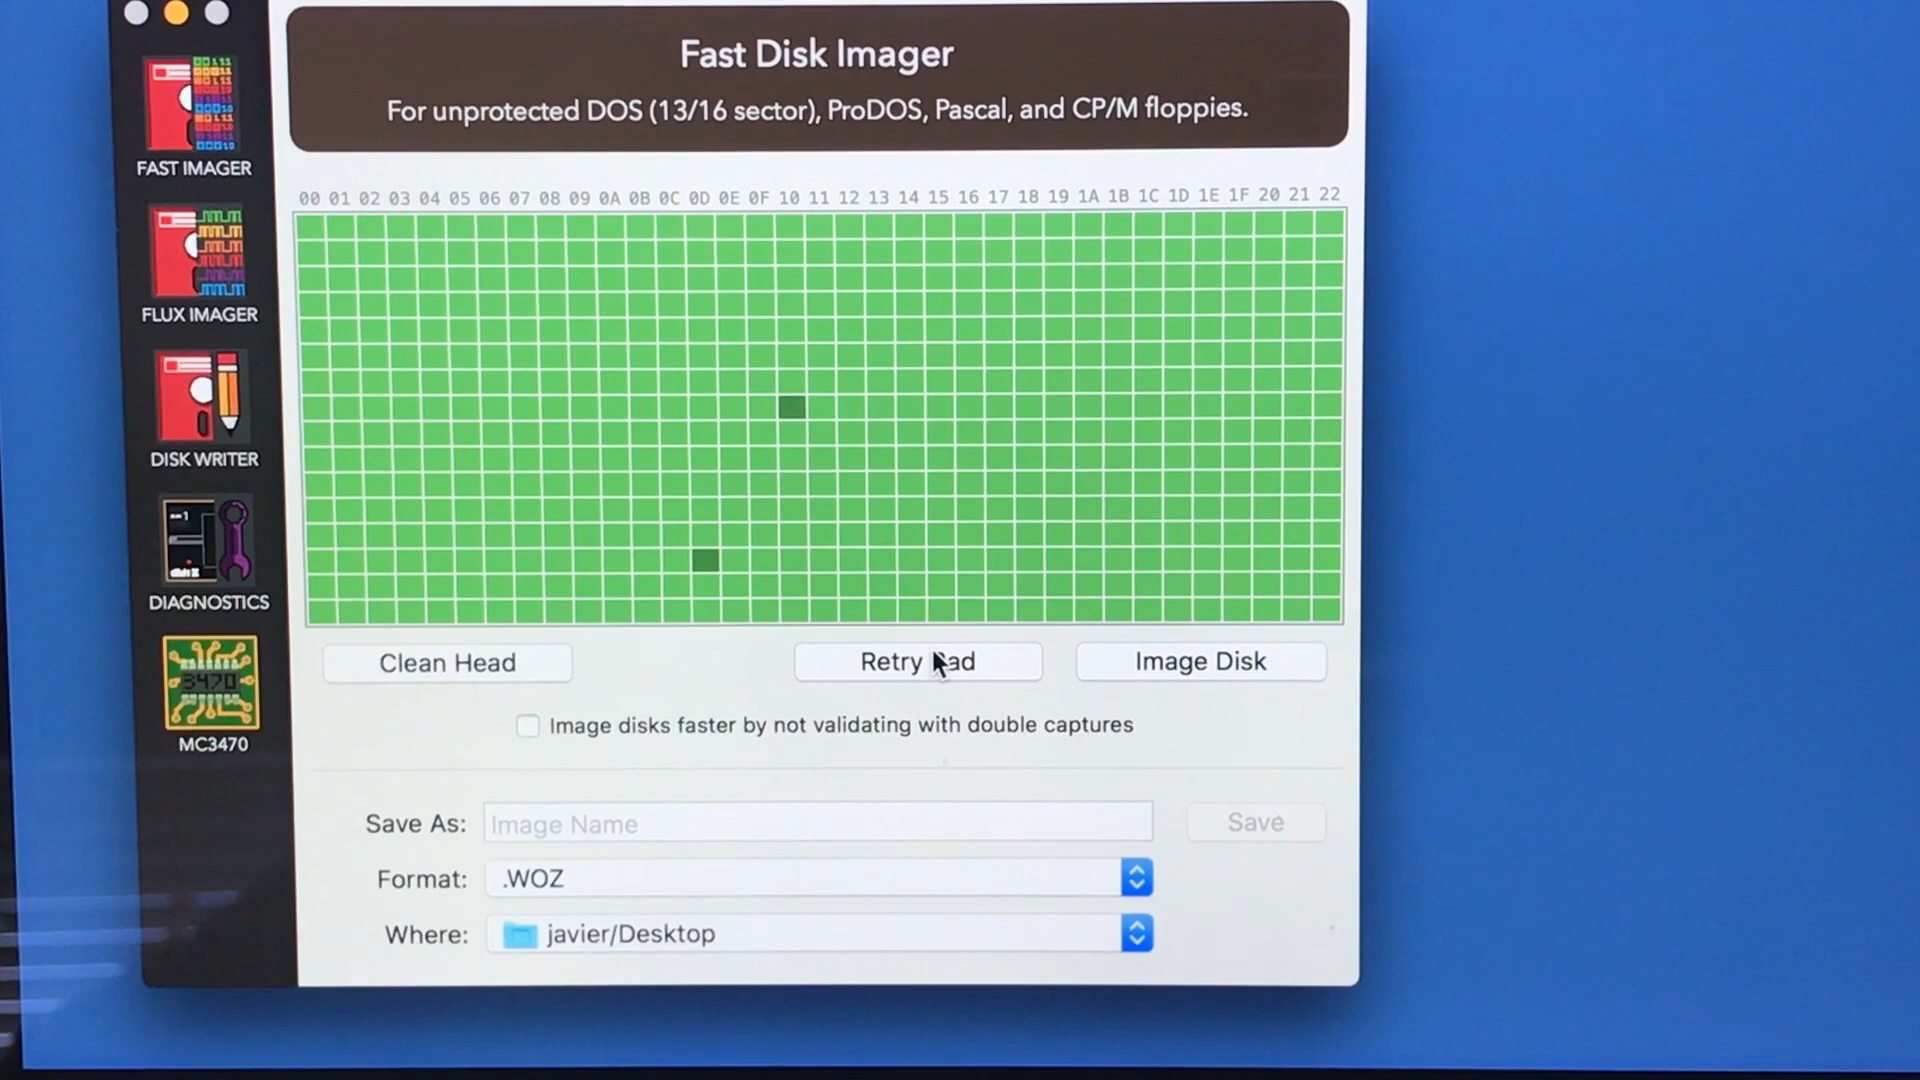 Fast Disk Imager
For unprotected DOS (13/16 sector), ProDOS, Pascal, and CP/M floppies.
FAST IMAGER
FLUX IMAGER
DISK WRITER
DIAGNOSTICS
3470
MC3470
00 01 02 03 04 05 06 07 08 09 0A 0B 0C 0D 0E 0F 10 11 12 13 14 15 16 17 18 19 1A 1B 1C 1D 1E 1F 20 21 22
Clean Head
Retry
Image Disk
Image disks faster by not validating with double captures
Save As:
Image Name
Save
Format:
.WOZ
Where:
javier/Desktop